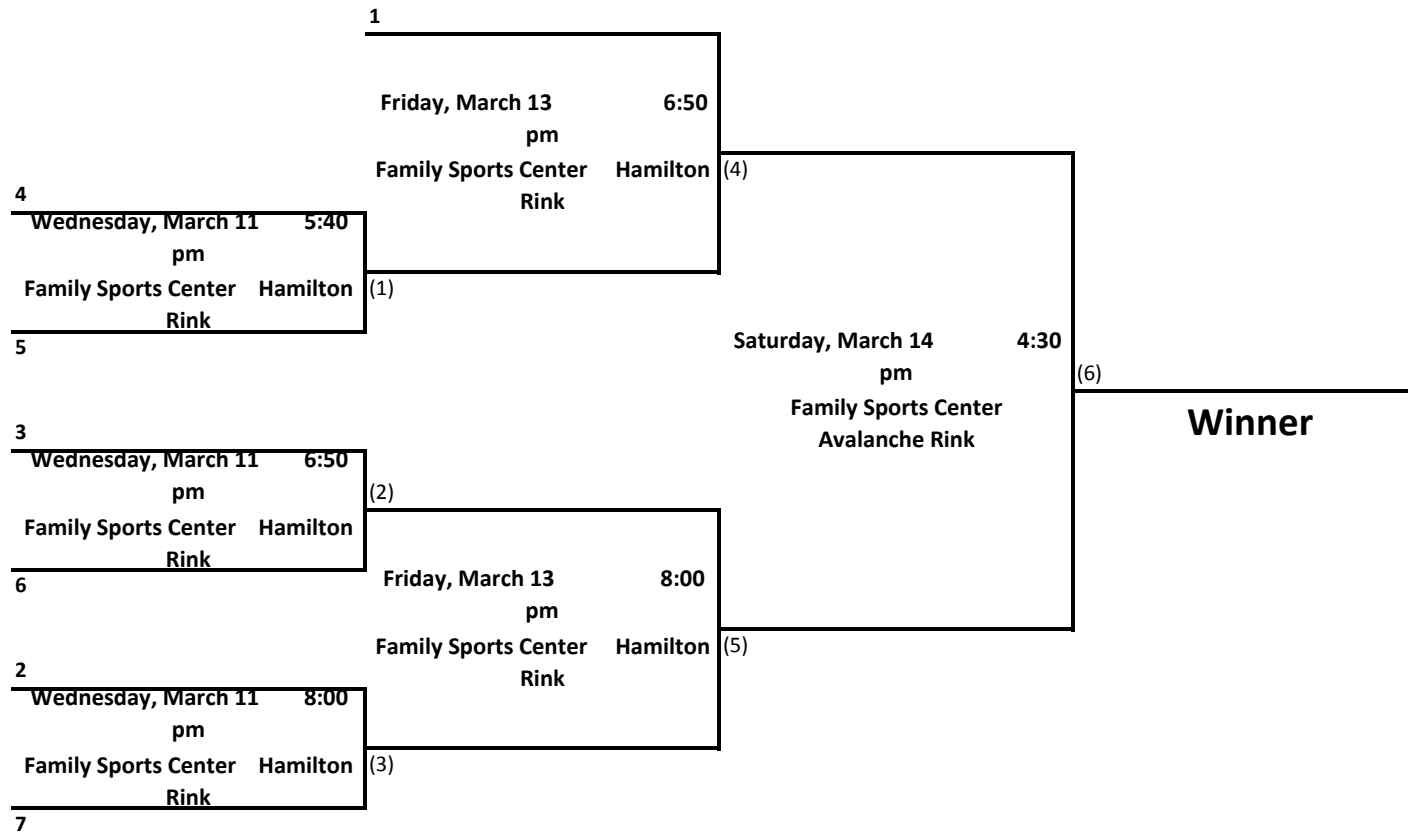 1
Friday, March 13 6:50
pm
Family Sports Center Hamilton
Rink
(4)
4
Wednesday, March 11 5:40
pm
Family Sports Center Hamilton
Rink
(1)
5
Saturday, March 14 4:30
pm
Family Sports Center
Avalanche Rink
(6)
Winner
3
Wednesday, March 11 6:50
pm
Family Sports Center Hamilton
Rink
(2)
6
Friday, March 13 8:00
pm
Family Sports Center Hamilton
Rink
(5)
2
Wednesday, March 11 8:00
pm
Family Sports Center Hamilton
Rink
(3)
7